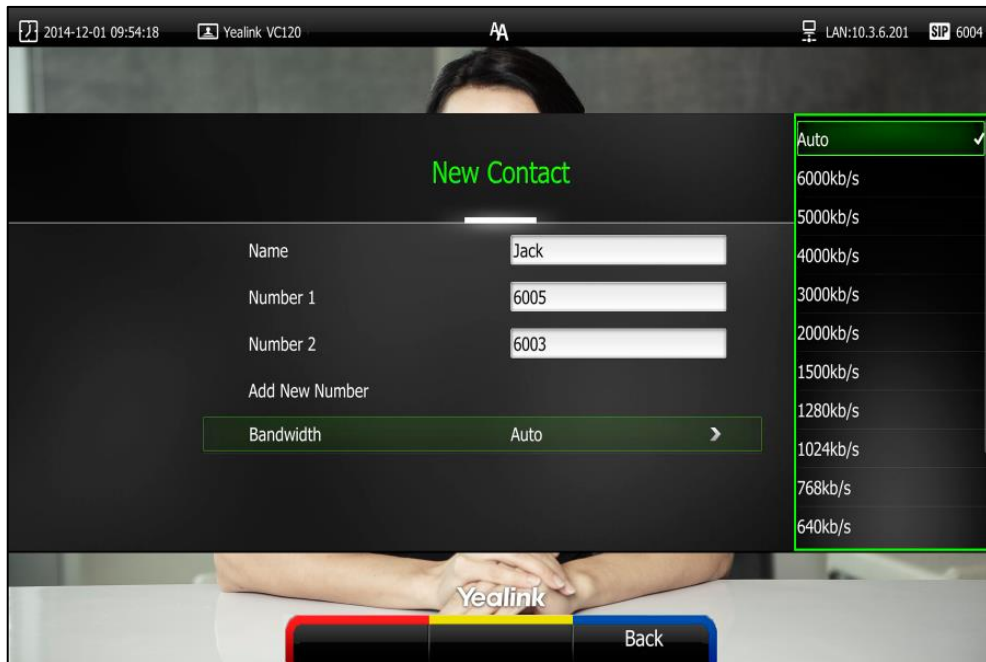 2014-12-01 09:54:18 Yealink VC120 AA LAN:10.3.6.201 SIP 6004
New Contact
Name Jack
Number 1 6005
Number 2 6003
Add New Number
Bandwidth Auto
Auto
6000kb/s
5000kb/s
4000kb/s
3000kb/s
2000kb/s
1500kb/s
1280kb/s
1024kb/s
768kb/s
640kb/s
Yealink
Back